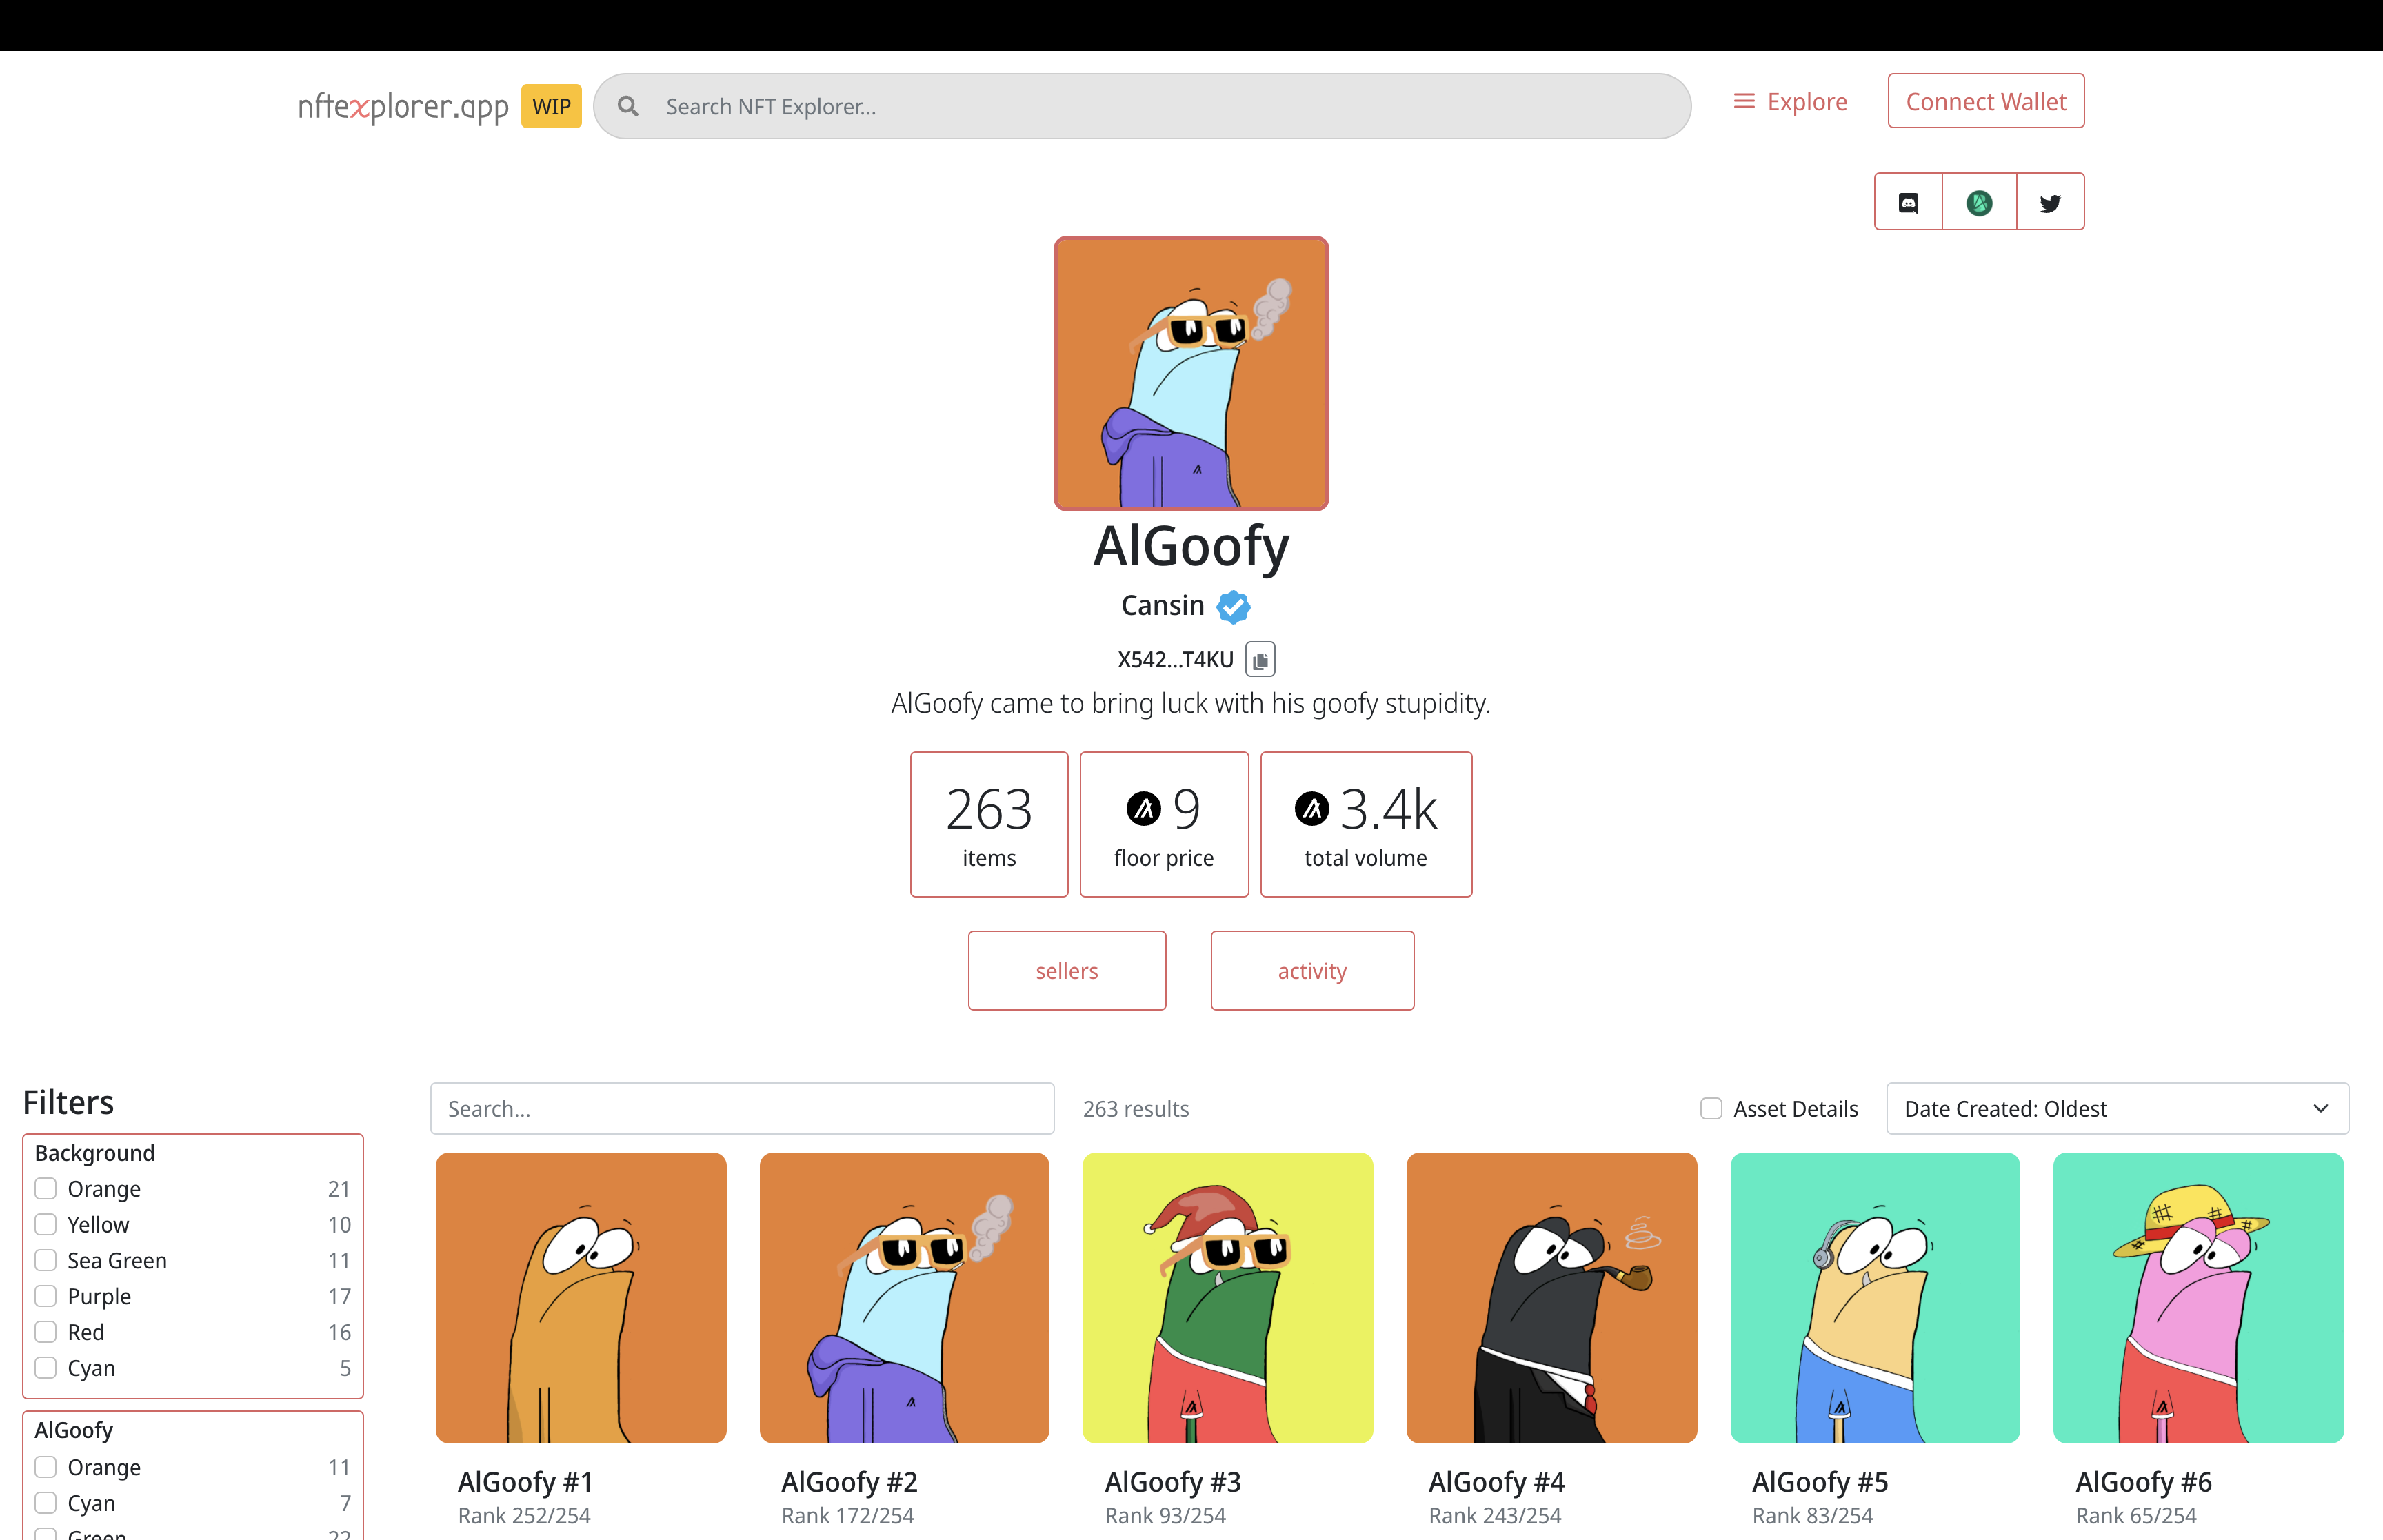 nftexplorer.app WIP Search NFT Explorer... Explore Connect Wallet
AlGoofy
Cansin
X542...T4KU
AlGoofy came to bring luck with his goofy stupidity.
263 9 3.4k
items floor price total volume
sellers activity
Filters
Search... 263 results Asset Details Date Created: Oldest
Background
Orange 21
Yellow 10
Sea Green 11
Purple 17
Red 16
Cyan 5
AlGoofy
Orange 11
Cyan 7
Green 22
AlGoofy #1 AlGoofy #2 AlGoofy #3 AlGoofy #4 AlGoofy #5 AlGoofy #6
Rank 252/254 Rank 172/254 Rank 93/254 Rank 243/254 Rank 83/254 Rank 65/254